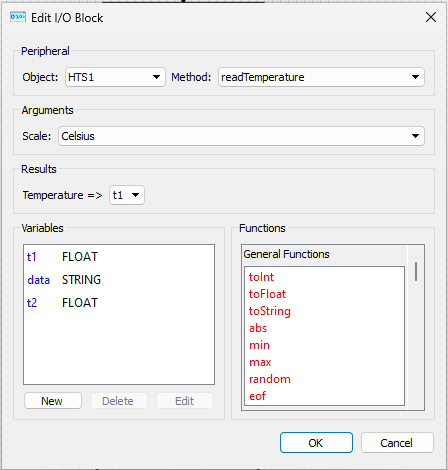 Edit I/O Block
Peripheral
Object: HTS1 Method: readTemperature
Arguments
Scale: Celsius
Results
Temperature => t1
Variables
t1 FLOAT
data STRING
t2 FLOAT
New Delete Edit
Functions
General Functions
toInt
toFloat
toString
abs
min
max
random
eof
OK Cancel